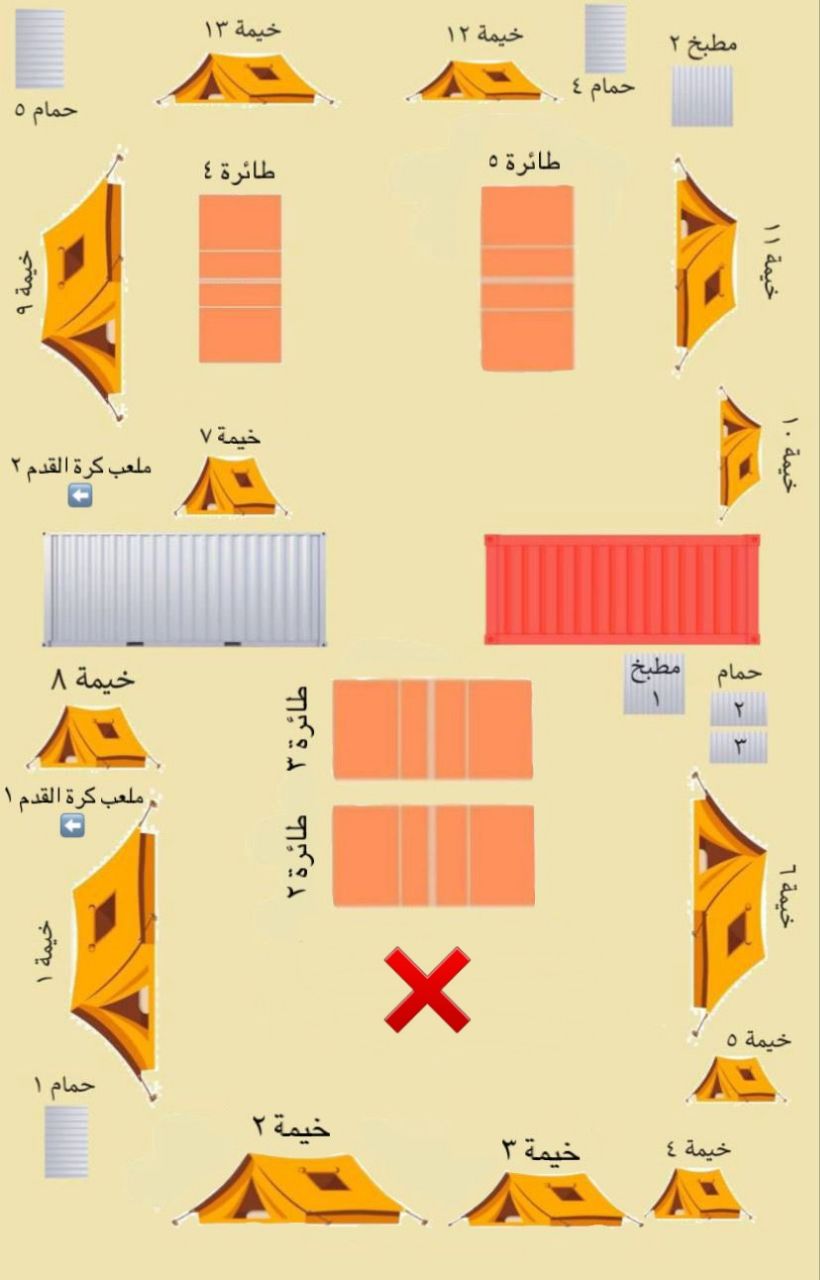 خيمة ١٣
خيمة ١٢
مطبخ ٢
حمام ٤
حمام ٥
طائرة ٥
طائرة ٤
خيمة ١١
خيمة ٩
خيمة ١٠
خيمة ٧
ملعب كرة القدم ٢
مطبخ
١
حمام
٢
٣
خيمة ٨
طائرة ٣
ملعب كرة القدم ١
طائرة ٢
خيمة ٦
خيمة ١
خيمة ٥
حمام ١
خيمة ٢
خيمة ٣
خيمة ٤